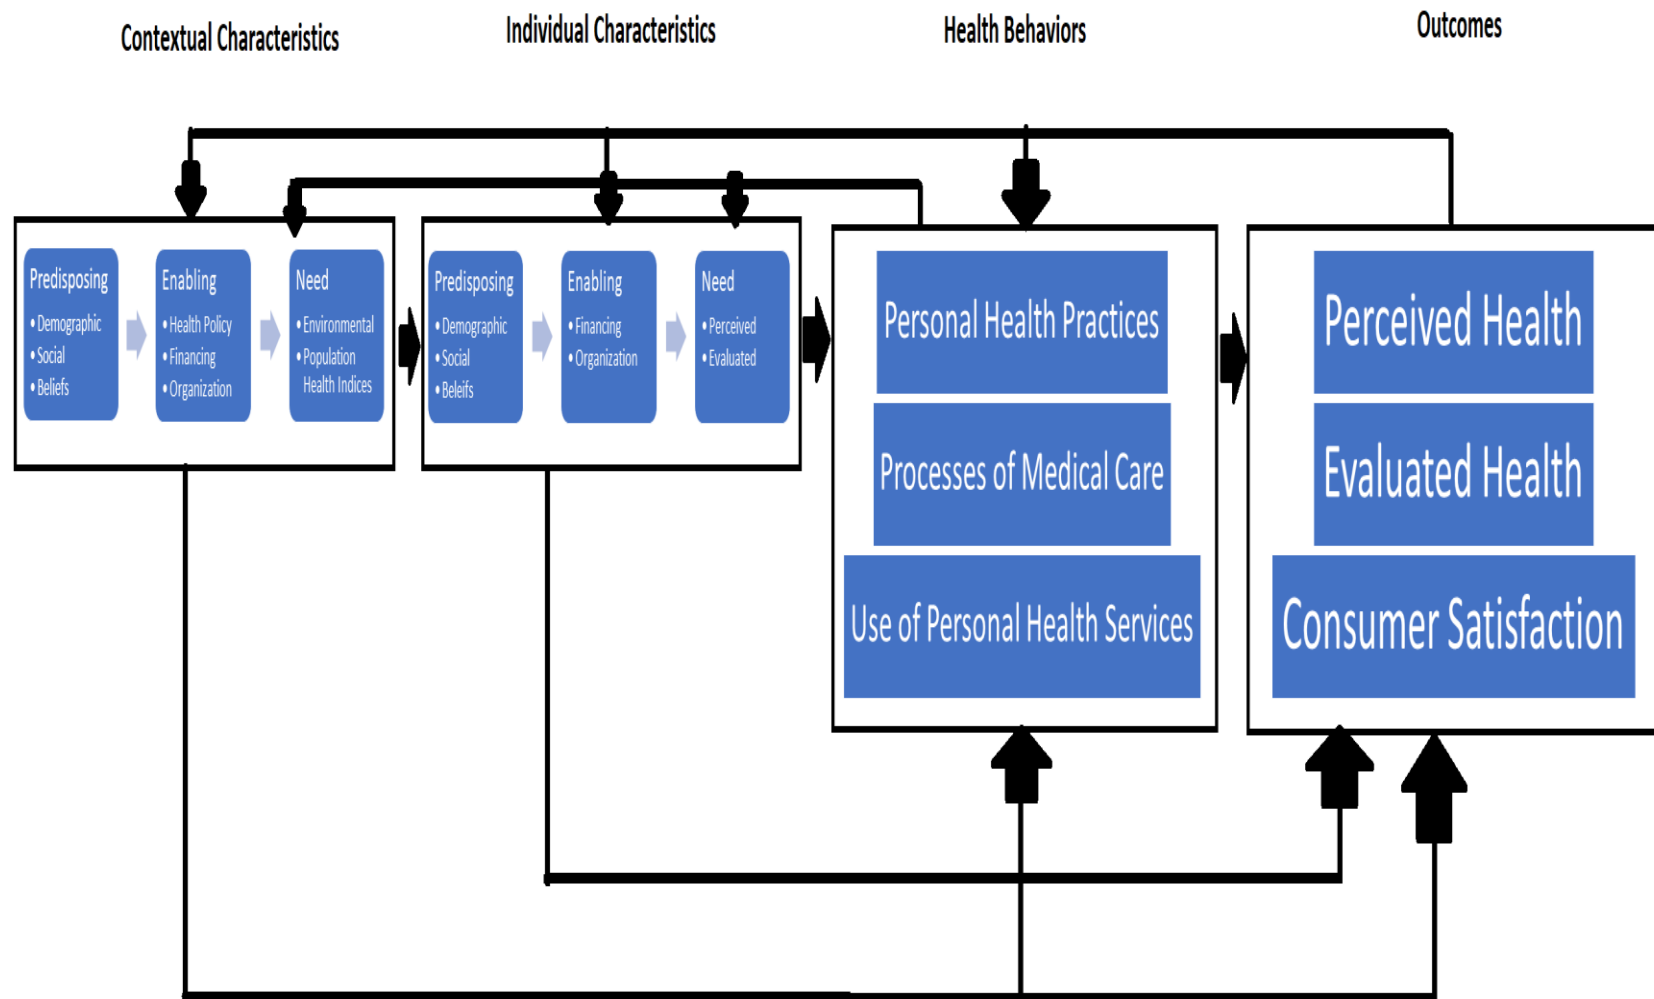 Contextual Characteristics
Individual Characteristics
Health Behaviors
Outcomes
Predisposing
• Demographic
• Social
• Beliefs
Enabling
• Health Policy
• Financing
• Organization
Need
• Environmental
• Population
Health Indices
Predisposing
• Demographic
• Social
• Beleifs
Enabling
• Financing
• Organization
Need
• Perceived
• Evaluated
Personal Health Practices
Processes of Medical Care
Use of Personal Health Services
Perceived Health
Evaluated Health
Consumer Satisfaction